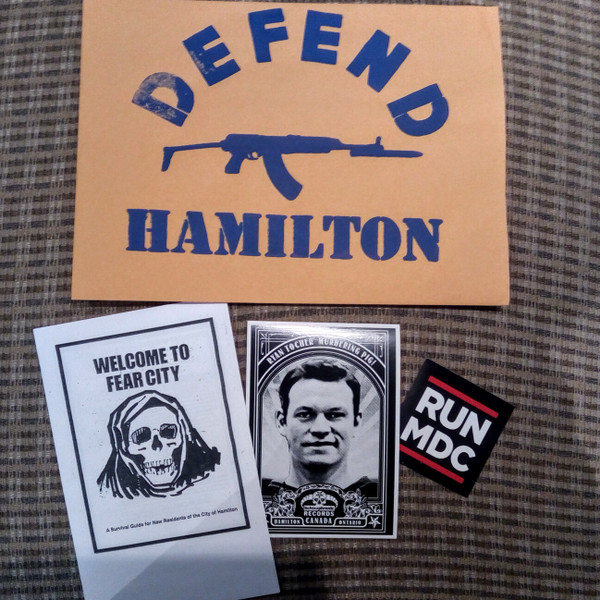 DEFEND
HAMILTON
WELCOME TO
FEAR CITY
A Survival Guide for New Residents of the City of Hamilton
RYAN TOCHER MURDERING PIG!
RECORDS
HAMILTON CANADA ONTARIO
RUN
MDC